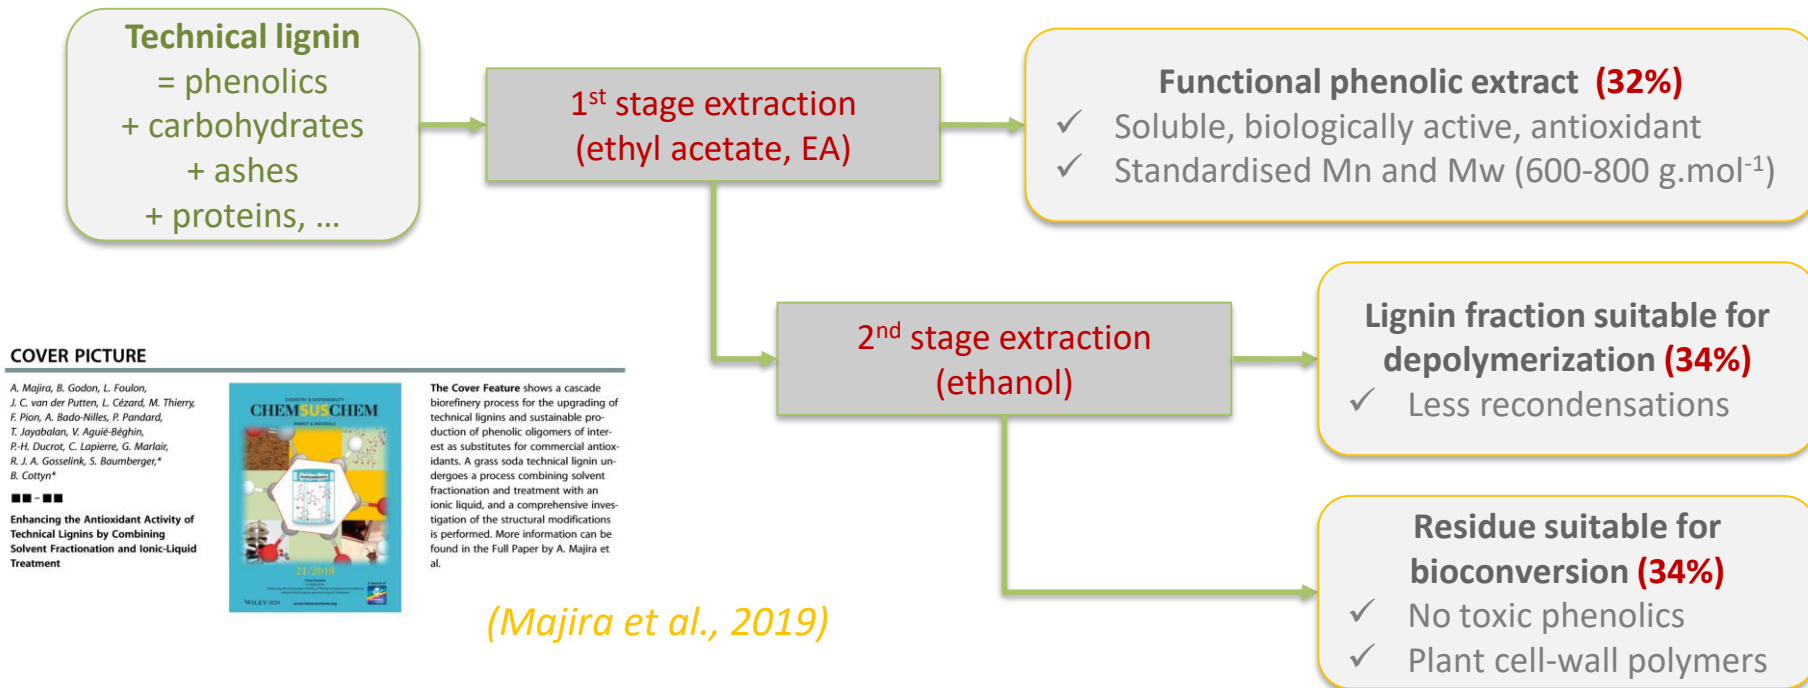 Technical lignin
= phenolics
+ carbohydrates
+ ashes
+ proteins, ...
1st stage extraction
(ethyl acetate, EA)
Functional phenolic extract (32%)
✓ Soluble, biologically active, antioxidant
✓ Standardised Mn and Mw (600-800 g.mol-1)
2nd stage extraction
(ethanol)
Lignin fraction suitable for
depolymerization (34%)
✓ Less recondensations
Residue suitable for
bioconversion (34%)
✓ No toxic phenolics
✓ Plant cell-wall polymers
COVER PICTURE
A. Majira, B. Godon, L. Foulon,
J. C. van der Putten, L. Cézard, M. Thierry,
F. Pion, A. Bado-Nilles, P. Pandard,
T. Jayabalan, V. Aguié-Béghin,
P.-H. Ducrot, C. Lapierre, G. Marlair,
R. J. A. Gosselink, S. Baumberger,*
B. Cottyn*
■■ – ■■
Enhancing the Antioxidant Activity of
Technical Lignins by Combining
Solvent Fractionation and Ionic-Liquid
Treatment
CHEMISTRY & SUSTAINABILITY
CHEMSUSCHEM
ENERGY & MATERIALS
21/2019
WILEY-VCH
www.chemsuschem.org
The Cover Feature shows a cascade
biorefinery process for the upgrading of
technical lignins and sustainable pro-
duction of phenolic oligomers of inter-
est as substitutes for commercial antiox-
idants. A grass soda technical lignin un-
dergoes a process combining solvent
fractionation and treatment with an
ionic liquid, and a comprehensive inves-
tigation of the structural modifications
is performed. More information can be
found in the Full Paper by A. Majira et
al.
(Majira et al., 2019)